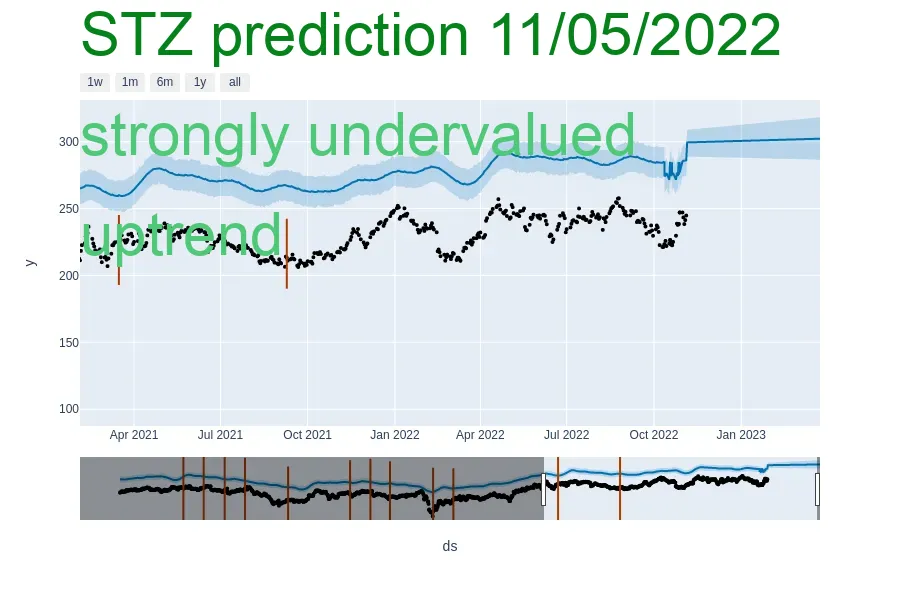 STZ prediction 11/05/2022
1w 1m 6m 1y all
strongly undervalued
uptrend
300
250
200
150
100
y
Apr 2021 Jul 2021 Oct 2021 Jan 2022 Apr 2022 Jul 2022 Oct 2022 Jan 2023
ds